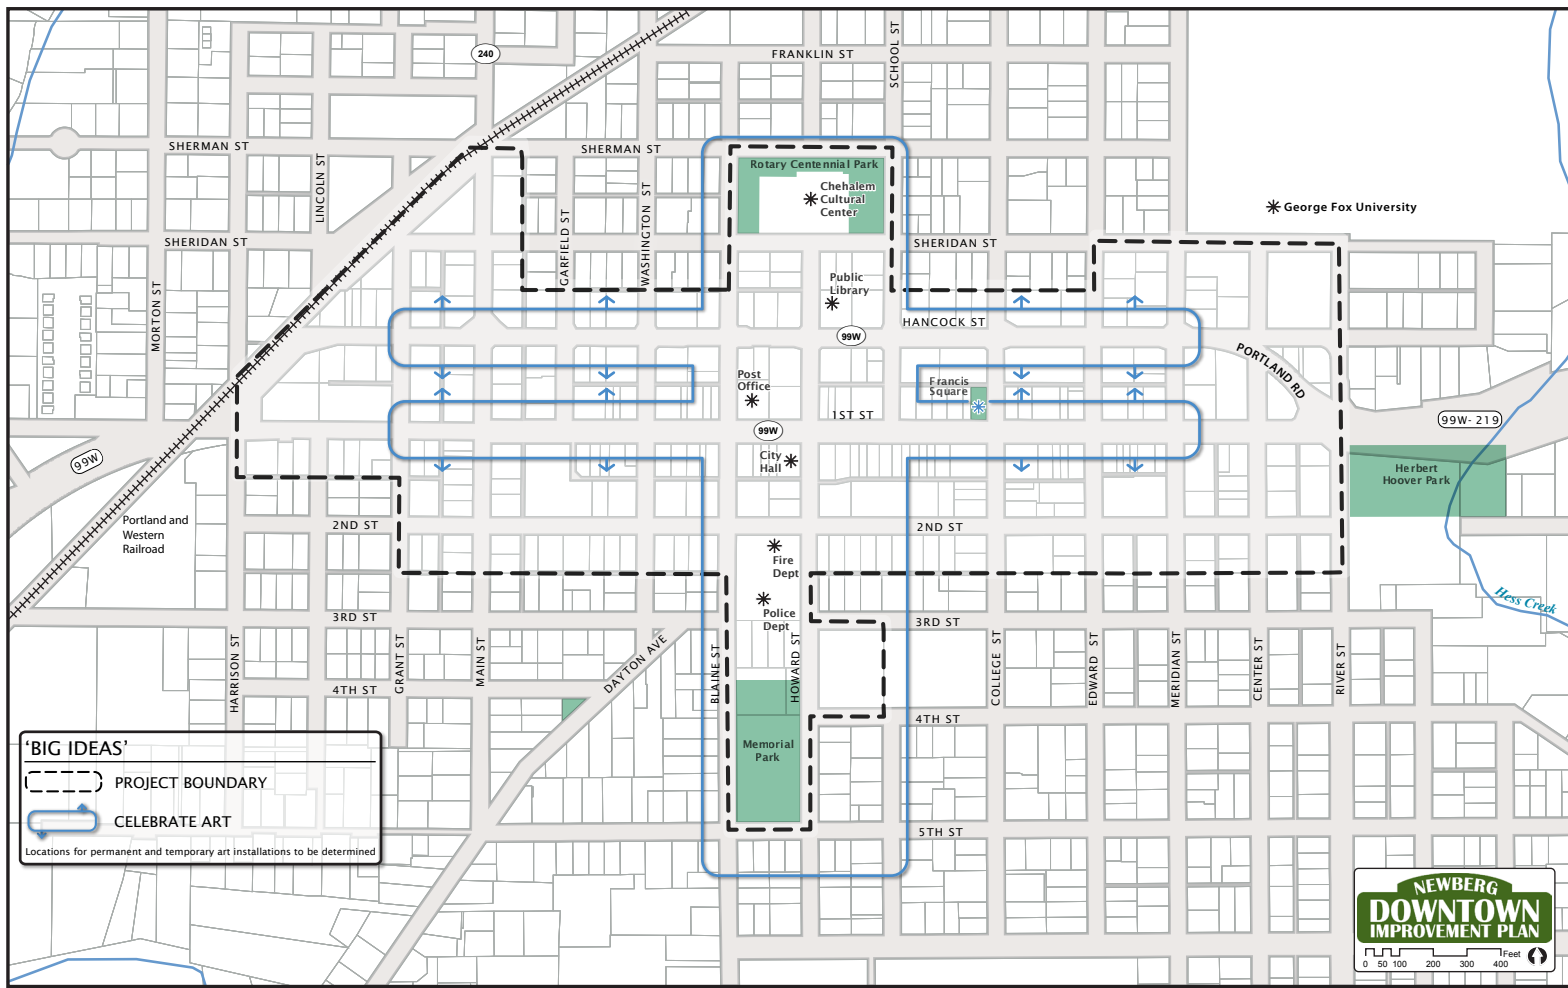 240
FRANKLIN ST
SCHOOL ST
SHERMAN ST
SHERMAN ST
LINCOLN ST
Rotary Centennial Park
Chehalem
Cultural
Center
George Fox University
GARFIELD ST
WASHINGTON ST
SHERIDAN ST
SHERIDAN ST
MORTON ST
Public
Library
HANCOCK ST
99W
PORTLAND RD
Post
Office
Francis
Square
1ST ST
99W
99W- 219
99W
City
Hall
Herbert
Hoover Park
Portland and
Western
Railroad
2ND ST
2ND ST
Fire
Dept
Police
Dept
Hess Creek
3RD ST
3RD ST
HARRISON ST
GRANT ST
MAIN ST
DAYTON AVE
BLAINE ST
HOWARD ST
COLLEGE ST
EDWARD ST
MERIDIAN ST
CENTER ST
RIVER ST
4TH ST
4TH ST
Memorial
Park
5TH ST
'BIG IDEAS'
PROJECT BOUNDARY
CELEBRATE ART
Locations for permanent and temporary art installations to be determined
NEWBERG
DOWNTOWN
IMPROVEMENT PLAN
Feet
0 50 100 200 300 400